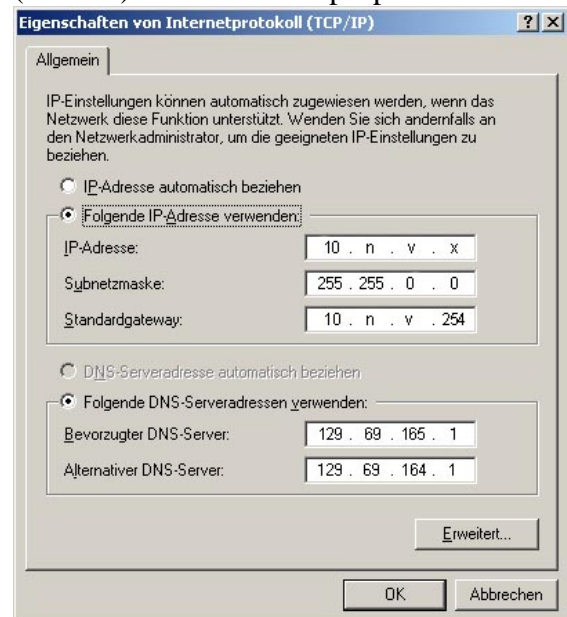 Eigenschaften von Internetprotokoll (TCP/IP)
Allgemein
IP-Einstellungen können automatisch zugewiesen werden, wenn das
Netzwerk diese Funktion unterstützt. Wenden Sie sich andernfalls an
den Netzwerkadministrator, um die geeigneten IP-Einstellungen zu
beziehen.
IP-Adresse automatisch beziehen
Folgende IP-Adresse verwenden:
IP-Adresse: 10 . n . v . x
Subnetzmaske: 255 . 255 . 0 . 0
Standardgateway: 10 . n . v . 254
DNS-Serveradresse automatisch beziehen
Folgende DNS-Serveradressen verwenden:
Bevorzugter DNS-Server: 129 . 69 . 165 . 1
Alternativer DNS-Server: 129 . 69 . 164 . 1
Erweitert...
OK Abbrechen